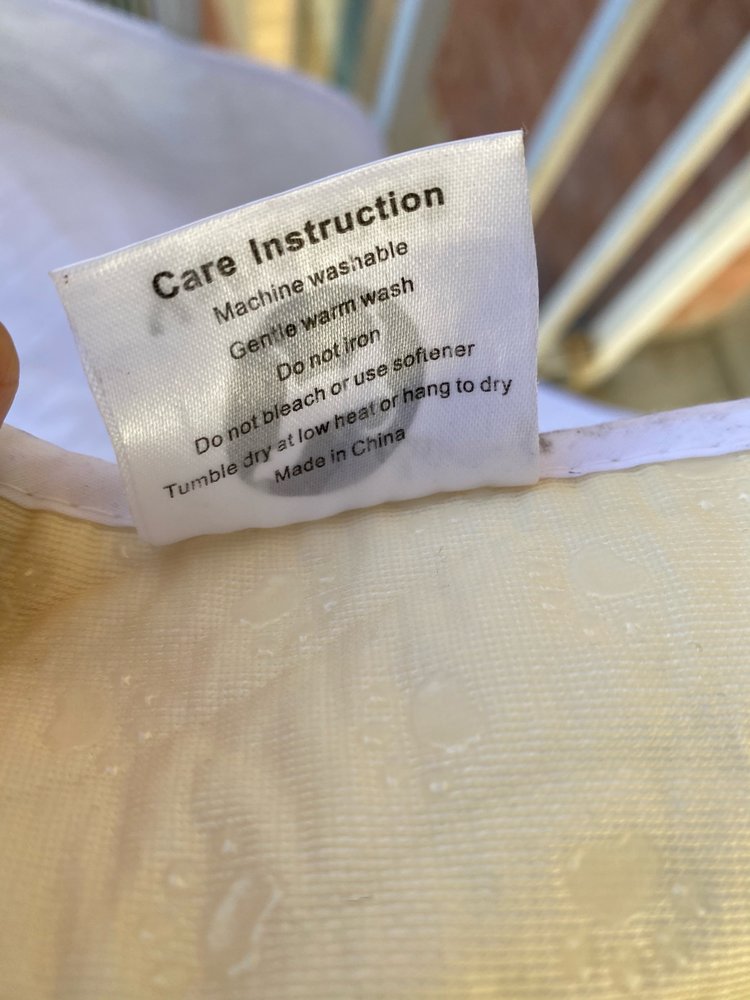 Care Instruction
Machine washable
Gentle warm wash
Do not iron
Do not bleach or use softener
Tumble dry at low heat or hang to dry
Made in China